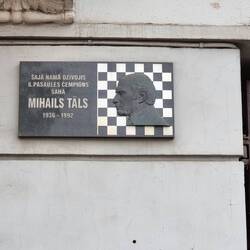 ŠAJĀ NAMĀ DZĪVOJIS
8. PASAULES ČEMPIONS
ŠAHĀ
MIHAILS TĀLS
1936 - 1992